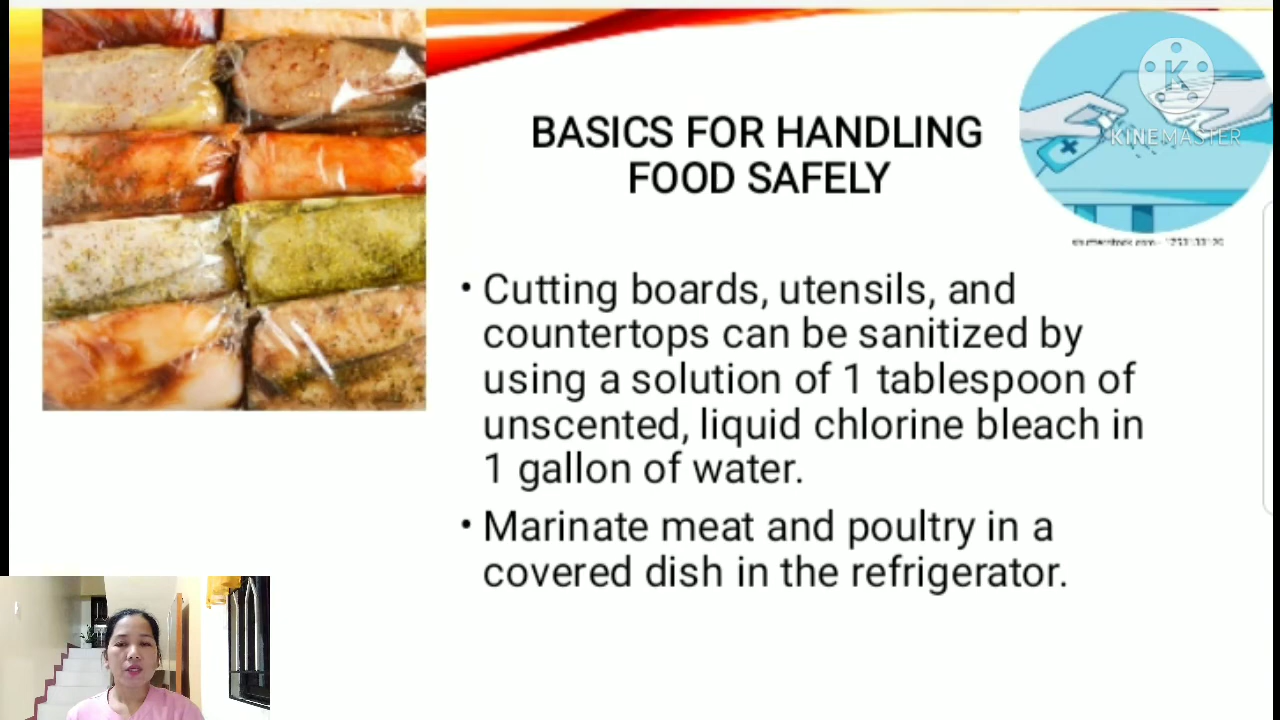 K
KINEMASTER
BASICS FOR HANDLING
FOOD SAFELY
• Cutting boards, utensils, and
countertops can be sanitized by
using a solution of 1 tablespoon of
unscented, liquid chlorine bleach in
1 gallon of water.
• Marinate meat and poultry in a
covered dish in the refrigerator.